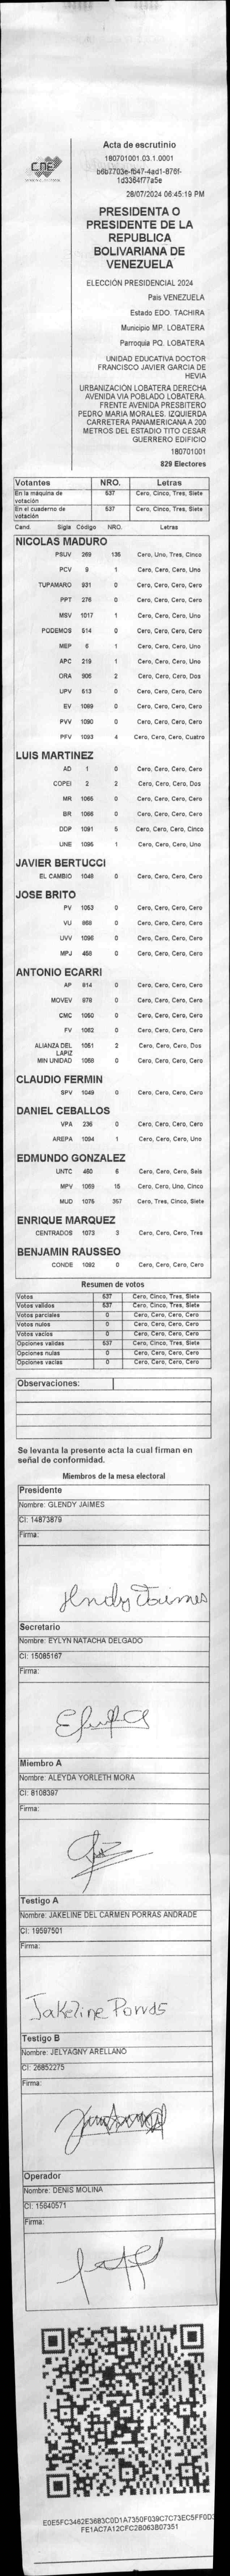 CNE
Acta de escrutinio
180701001.03.1.0001
b6b7703e-f647-4ad1-876f-
1d3364f77a5e
28/07/2024 06:45:19 PM
PRESIDENTA O
PRESIDENTE DE LA
REPUBLICA
BOLIVARIANA DE
VENEZUELA
ELECCIÓN PRESIDENCIAL 2024
País VENEZUELA
Estado EDO. TACHIRA
Municipio MP. LOBATERA
Parroquia PQ. LOBATERA
UNIDAD EDUCATIVA DOCTOR
FRANCISCO JAVIER GARCIA DE
HEVIA
URBANIZACIÓN LOBATERA DERECHA
AVENIDA VIA POBLADO LOBATERA.
FRENTE AVENIDA PRESBITERO
PEDRO MARIA MORALES. IZQUIERDA
CARRETERA PANAMERICANA A 200
METROS DEL ESTADIO TITO CESAR
GUERRERO EDIFICIO
180701001
829 Electores
Votantes NRO. Letras
En la máquina de votación 537 Cero, Cinco, Tres, Siete
En el cuaderno de votación 537 Cero, Cinco, Tres, Siete
Cand. Sigla Código NRO. Letras
NICOLAS MADURO
PSUV 269 135 Cero, Uno, Tres, Cinco
PCV 9 1 Cero, Cero, Cero, Uno
TUPAMARO 931 0 Cero, Cero, Cero, Cero
PPT 276 0 Cero, Cero, Cero, Cero
MSV 1017 1 Cero, Cero, Cero, Uno
PODEMOS 514 0 Cero, Cero, Cero, Cero
MEP 6 1 Cero, Cero, Cero, Uno
APC 219 1 Cero, Cero, Cero, Uno
ORA 906 2 Cero, Cero, Cero, Dos
UPV 613 0 Cero, Cero, Cero, Cero
EV 1089 0 Cero, Cero, Cero, Cero
PVV 1090 0 Cero, Cero, Cero, Cero
PFV 1093 4 Cero, Cero, Cero, Cuatro
LUIS MARTINEZ
AD 1 0 Cero, Cero, Cero, Cero
COPEI 2 2 Cero, Cero, Cero, Dos
MR 1065 0 Cero, Cero, Cero, Cero
BR 1066 0 Cero, Cero, Cero, Cero
DDP 1091 5 Cero, Cero, Cero, Cinco
UNE 1095 1 Cero, Cero, Cero, Uno
JAVIER BERTUCCI
EL CAMBIO 1048 0 Cero, Cero, Cero, Cero
JOSE BRITO
PV 1053 0 Cero, Cero, Cero, Cero
VU 869 0 Cero, Cero, Cero, Cero
UVV 1096 0 Cero, Cero, Cero, Cero
MPJ 458 0 Cero, Cero, Cero, Cero
ANTONIO ECARRI
AP 914 0 Cero, Cero, Cero, Cero
MOVEV 979 0 Cero, Cero, Cero, Cero
CMC 1050 0 Cero, Cero, Cero, Cero
FV 1062 0 Cero, Cero, Cero, Cero
ALIANZA DEL LAPIZ 1051 2 Cero, Cero, Cero, Dos
MIN UNIDAD 1058 0 Cero, Cero, Cero, Cero
CLAUDIO FERMIN
SPV 1049 0 Cero, Cero, Cero, Cero
DANIEL CEBALLOS
VPA 236 0 Cero, Cero, Cero, Cero
AREPA 1094 1 Cero, Cero, Cero, Uno
EDMUNDO GONZALEZ
UNTC 460 6 Cero, Cero, Cero, Seis
MPV 1069 15 Cero, Cero, Uno, Cinco
MUD 1075 357 Cero, Tres, Cinco, Siete
ENRIQUE MARQUEZ
CENTRADOS 1073 3 Cero, Cero, Cero, Tres
BENJAMIN RAUSSEO
CONDE 1092 0 Cero, Cero, Cero, Cero
Resumen de votos
Votos 537 Cero, Cinco, Tres, Siete
Votos validos 537 Cero, Cinco, Tres, Siete
Votos parciales 0 Cero, Cero, Cero, Cero
Votos nulos 0 Cero, Cero, Cero, Cero
Votos vacios 0 Cero, Cero, Cero, Cero
Opciones validas 537 Cero, Cinco, Tres, Siete
Opciones nulas 0 Cero, Cero, Cero, Cero
Opciones vacias 0 Cero, Cero, Cero, Cero
Observaciones:
Se levanta la presente acta la cual firman en
señal de conformidad.
Miembros de la mesa electoral
Presidente
Nombre: GLENDY JAIMES
CI: 14873879
Firma:
Secretario
Nombre: EYLYN NATACHA DELGADO
CI: 15085167
Firma:
Miembro A
Nombre: ALEYDA YORLETH MORA
CI: 8108397
Firma:
Testigo A
Nombre: JAKELINE DEL CARMEN PORRAS ANDRADE
CI: 19597501
Firma:
Jakeline Porras
Testigo B
Nombre: JELYAGNY ARELLANO
CI: 26852275
Firma:
Operador
Nombre: DENIS MOLINA
CI: 15640571
Firma:
E0E5FC3462E3683C0D1A7350F039C7C73EC5FF0D3
FE1AC7A12CFC2B063B07351